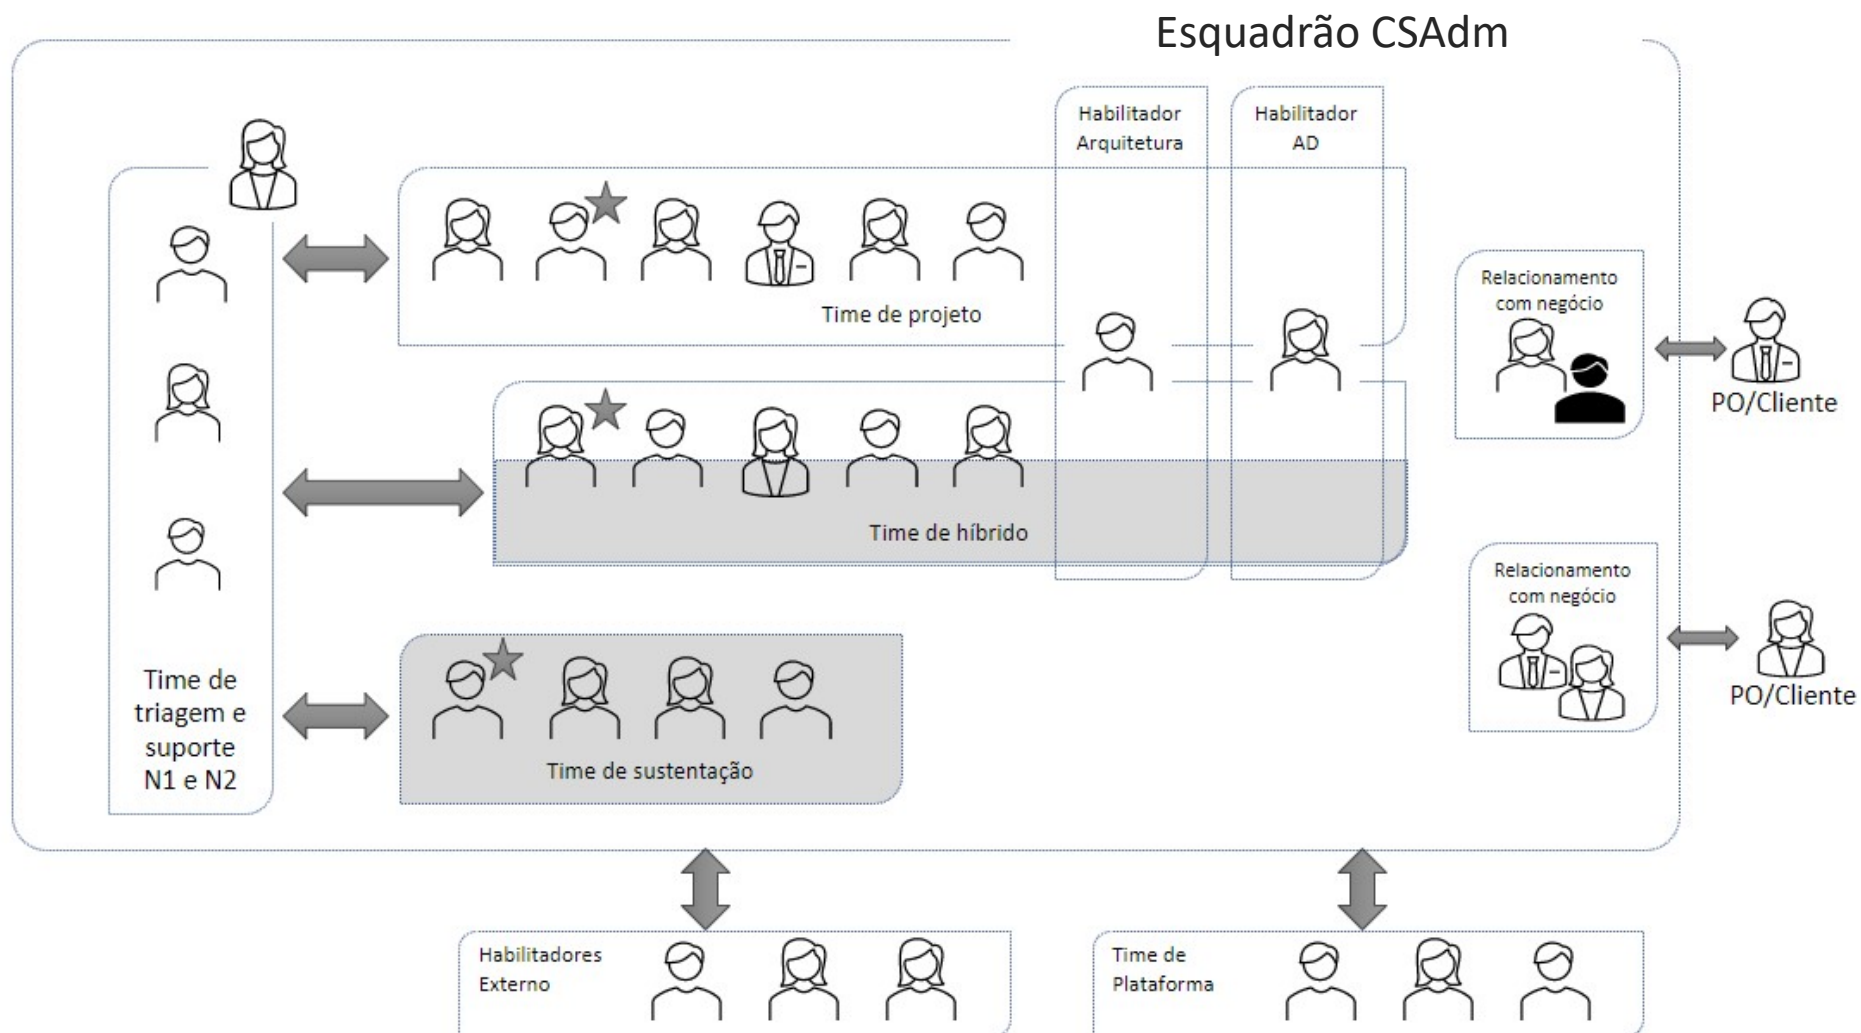 Esquadrão CSAdm
Habilitador
Arquitetura
Habilitador
AD
Time de projeto
Relacionamento
com negócio
PO/Cliente
Time de híbrido
Relacionamento
com negócio
PO/Cliente
Time de
triagem e
suporte
N1 e N2
Time de sustentação
Habilitadores
Externo
Time de
Plataforma